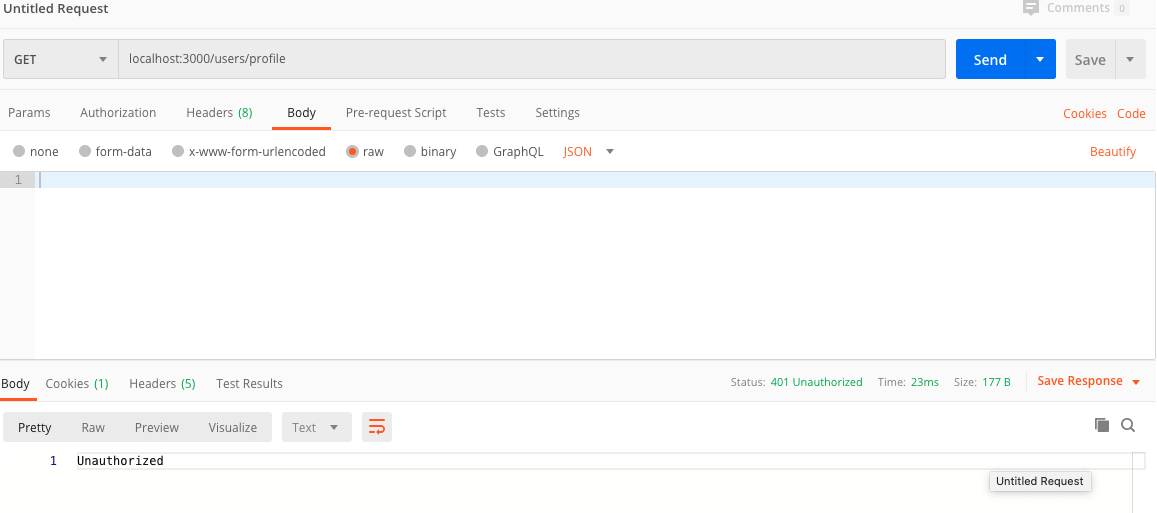 Untitled Request
Comments 0
GET localhost:3000/users/profile Send Save
Params Authorization Headers (8) Body Pre-request Script Tests Settings Cookies Code
none form-data x-www-form-urlencoded raw binary GraphQL JSON Beautify
1
Body Cookies (1) Headers (5) Test Results Status: 401 Unauthorized Time: 23ms Size: 177 B Save Response
Pretty Raw Preview Visualize Text
1 Unauthorized
Untitled Request